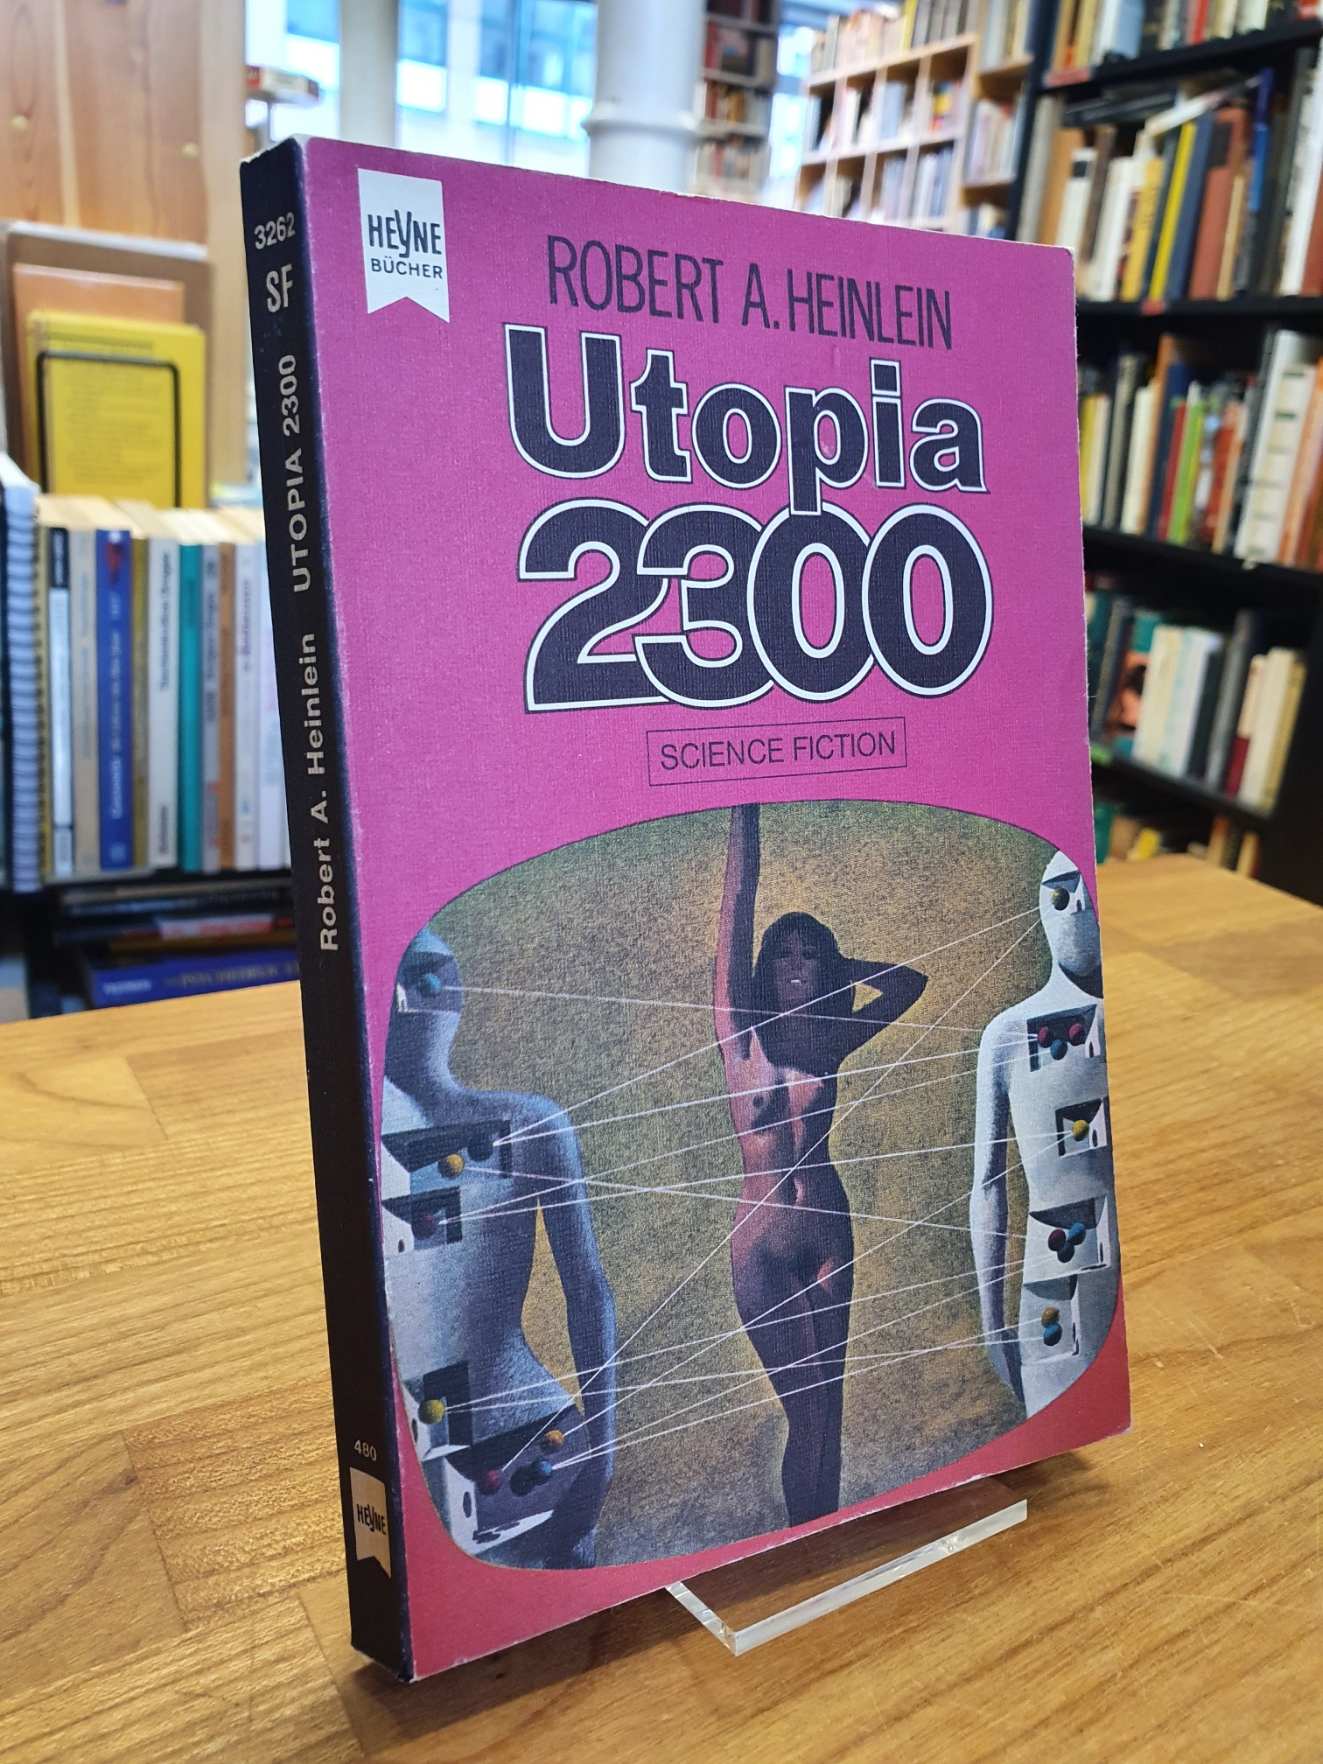 HEYNE
BÜCHER
ROBERT A. HEINLEIN
Utopia
2300
SCIENCE FICTION
3262
SF
Robert A. Heinlein UTOPIA 2300
480
HEYNE